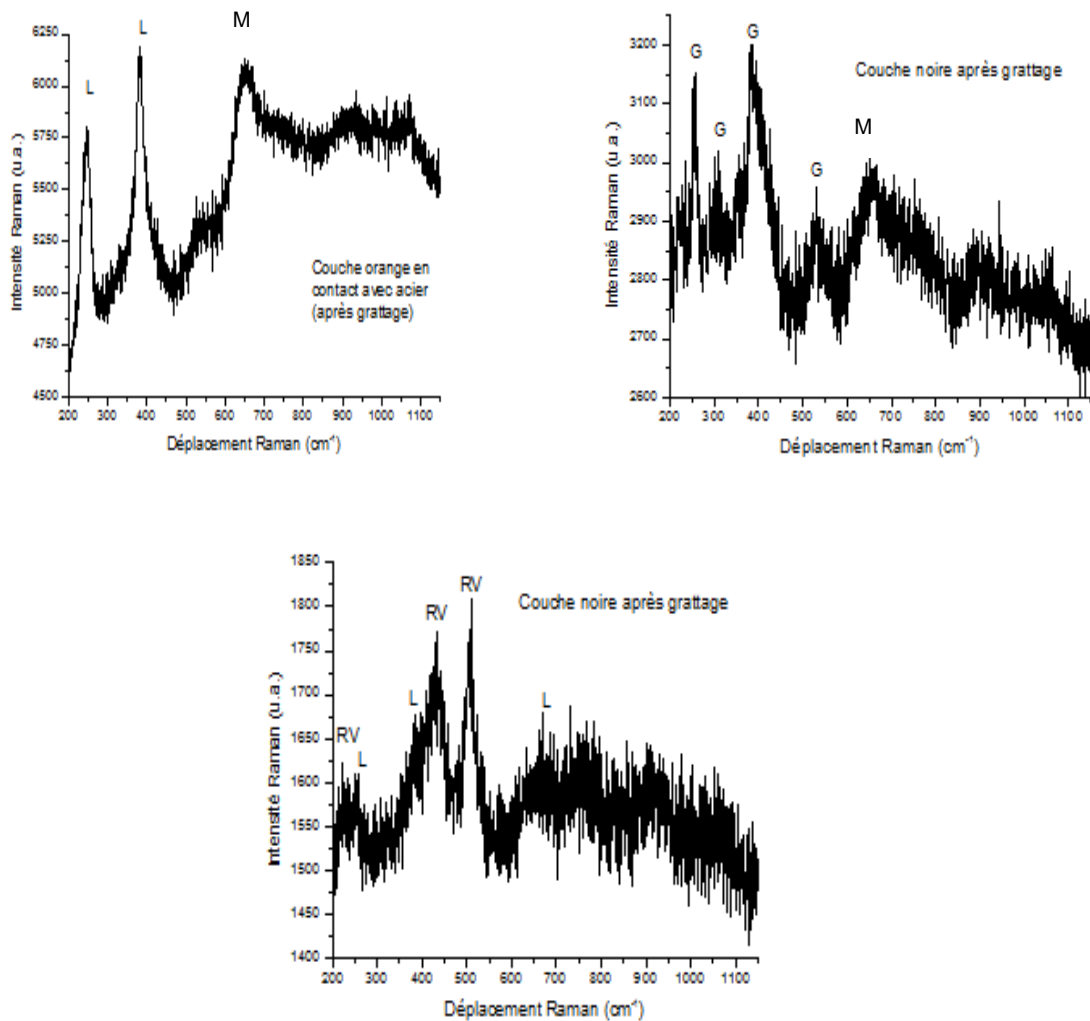 L
L
M
6250
6000
5750
5500
5250
5000
4750
4500
Intensité Raman (u.a.)
Couche orange en
contact avec acier
(après grattage)
200 300 400 500 600 700 800 900 1000 1100
Déplacement Raman (cm-1)
G
G
G
G
M
Couche noire après grattage
3200
3100
3000
2900
2800
2700
2600
Intensité Raman (u.a.)
200 300 400 500 600 700 800 900 1000 1100
Déplacement Raman (cm-1)
RV
L
L
RV
RV
L
Couche noire après grattage
1850
1800
1750
1700
1650
1600
1550
1500
1450
1400
Intensité Raman (u.a.)
200 300 400 500 600 700 800 900 1000 1100
Déplacement Raman (cm-1)